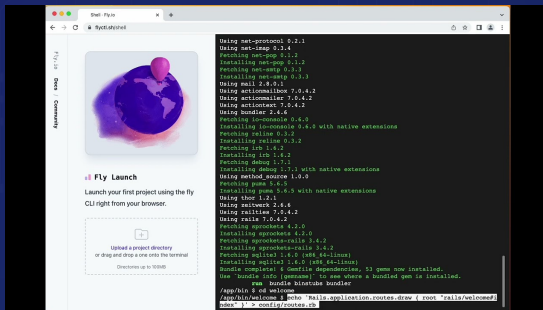 Shell · Fly.io
flyctl.sh/shell
Fly.io Docs Community
Fly Launch
Launch your first project using the fly
CLI right from your browser.
Upload a project directory
or drag and drop a one onto the terminal
Directories up to 100MB
Using net-protocol 0.2.1
Using net-imap 0.3.4
Fetching net-pop 0.1.2
Installing net-pop 0.1.2
Fetching net-smtp 0.3.3
Installing net-smtp 0.3.3
Using mail 2.8.0.1
Using actionmailbox 7.0.4.2
Using actionmailer 7.0.4.2
Using actiontext 7.0.4.2
Using bundler 2.4.6
Fetching io-console 0.6.0
Installing io-console 0.6.0 with native extensions
Fetching reline 0.3.2
Installing reline 0.3.2
Fetching irb 1.6.2
Installing irb 1.6.2
Fetching debug 1.7.1
Installing debug 1.7.1 with native extensions
Using method_source 1.0.0
Fetching puma 5.6.5
Installing puma 5.6.5 with native extensions
Using thor 1.2.1
Using zeitwerk 2.6.6
Using railties 7.0.4.2
Using rails 7.0.4.2
Fetching sprockets 4.2.0
Installing sprockets 4.2.0
Fetching sprockets-rails 3.4.2
Installing sprockets-rails 3.4.2
Fetching sqlite3 1.6.0 (x86_64-linux)
Installing sqlite3 1.6.0 (x86_64-linux)
Bundle complete! 6 Gemfile dependencies, 53 gems now installed.
Use `bundle info [gemname]` to see where a bundled gem is installed.
run bundle binstubs bundler
/app/bin $ cd welcome
/app/bin/welcome $ echo 'Rails.application.routes.draw { root "rails/welcome#i
ndex" }' > config/routes.rb